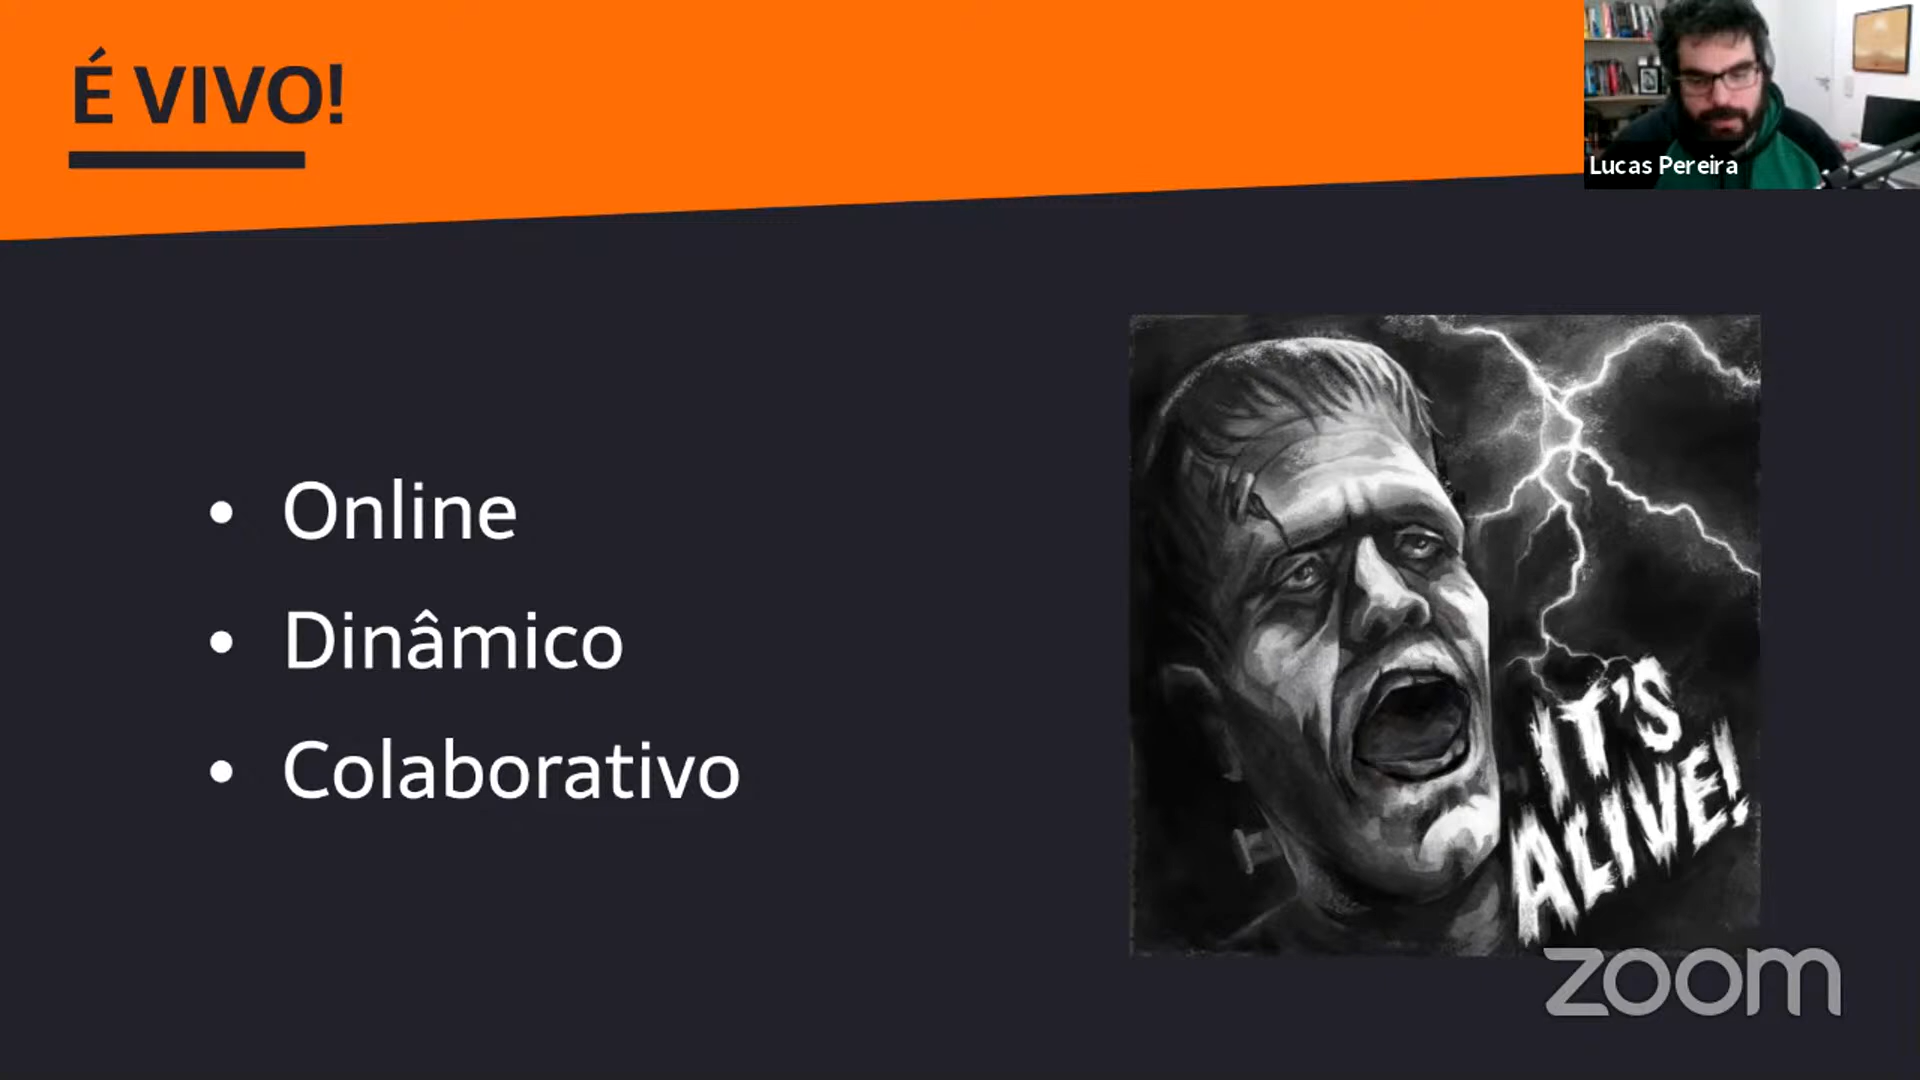 É VIVO!
Lucas Pereira
Online
Dinâmico
Colaborativo
IT'S
ALIVE!
zoom